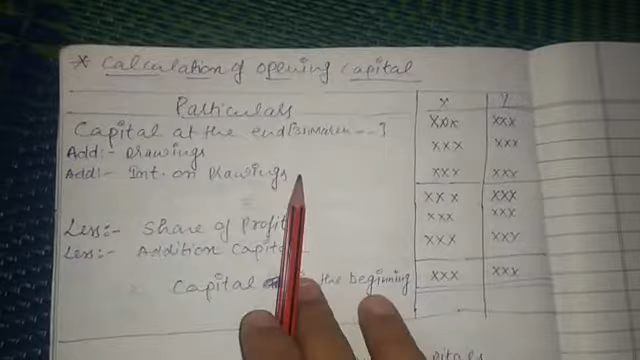 * Calculation of opening Capital
Particulars X Y
Capital at the end [31 march ...] XXX XXX
Add:- Drawings XXX XXX
Add:- Int. on Drawings XXX XXX
XXX XXX
Less:- Share of Profit XXX XXX
Less:- Addition XXX XXX
Capital the beginning XXX XXX